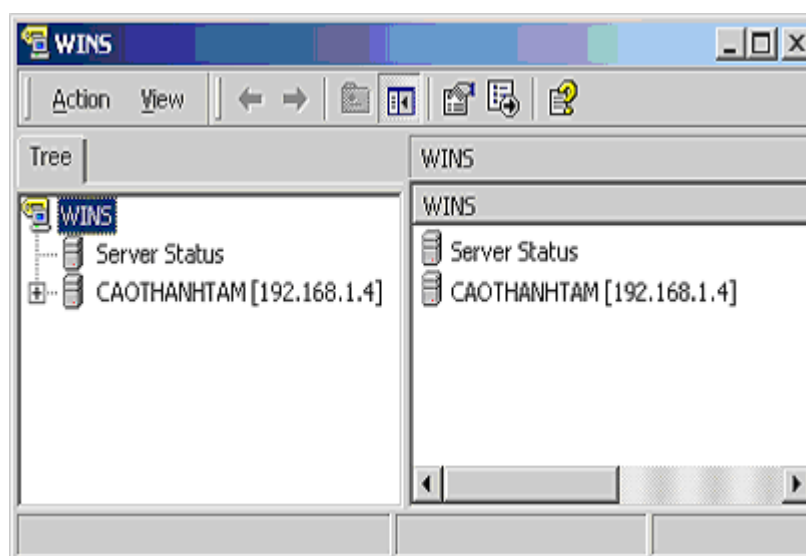 WINS
Action View
Tree
WINS
WINS
Server Status
CAOTHANHTAM [192.168.1.4]
WINS
Server Status
CAOTHANHTAM [192.168.1.4]